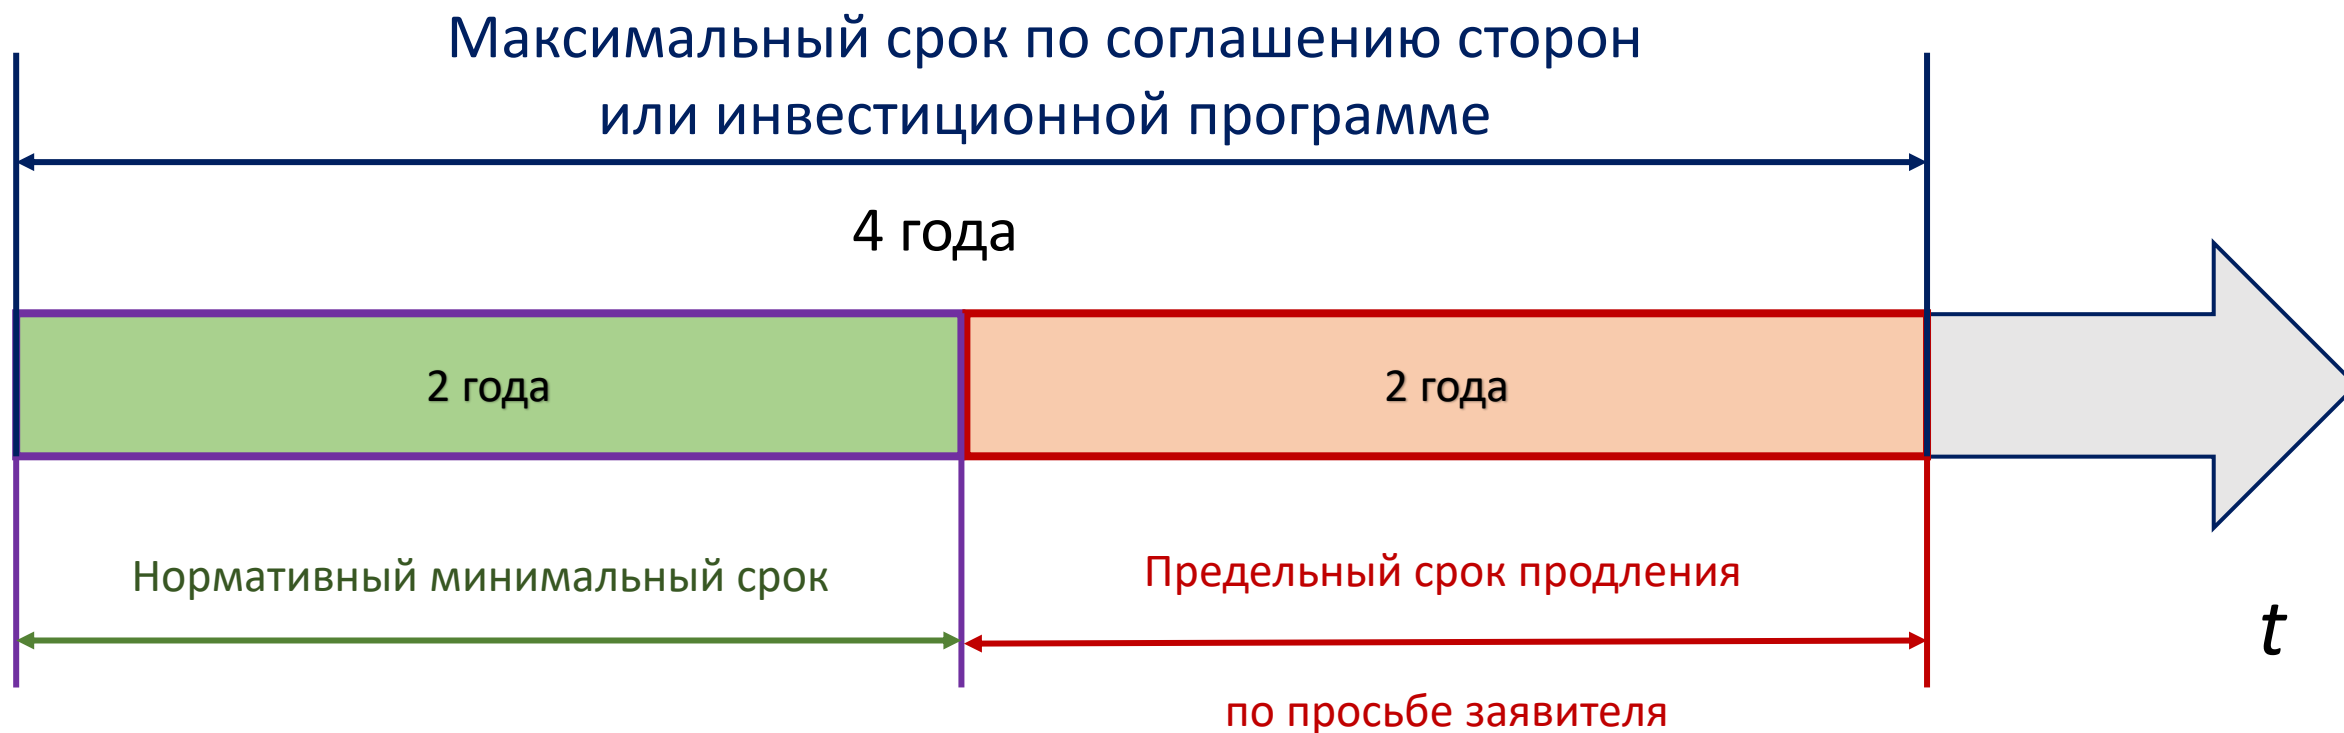 Максимальный срок по соглашению сторон
или инвестиционной программе
4 года
2 года
2 года
Нормативный минимальный срок
Предельный срок продления
t
по просьбе заявителя